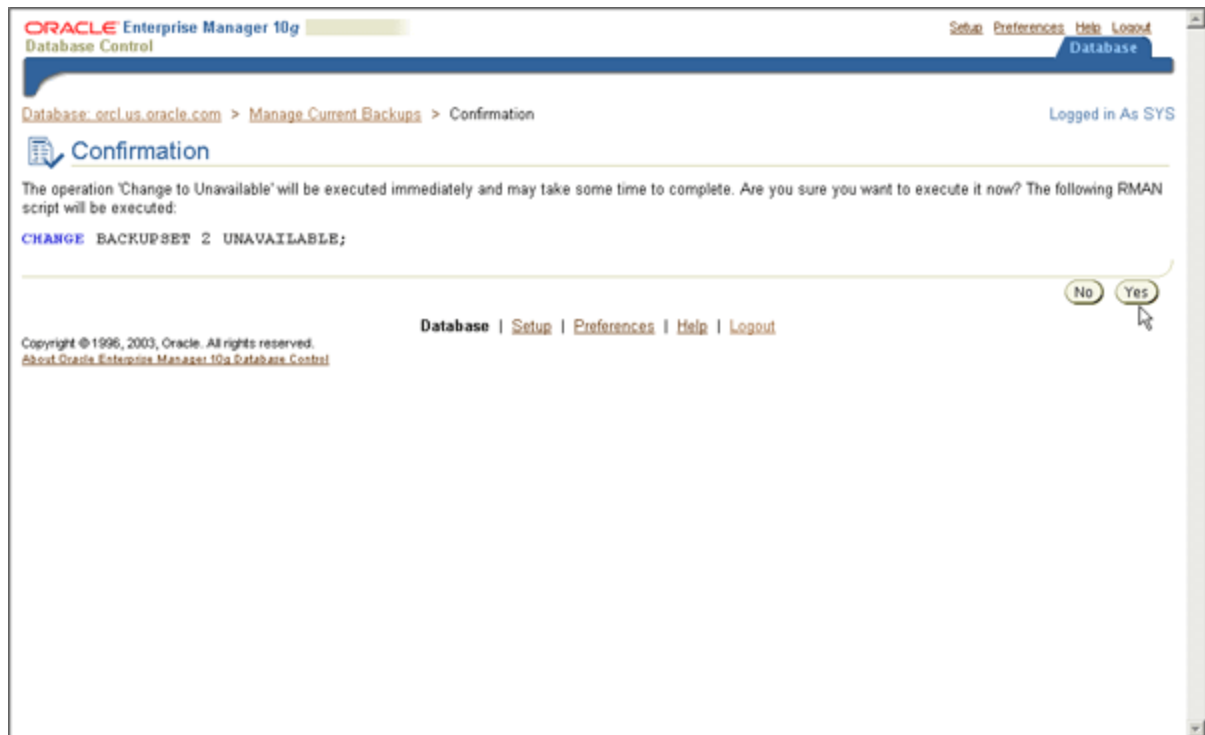 ORACLE Enterprise Manager 10g
Database Control
Setup Preferences Help Logout
Database
Database: orcl.us.oracle.com > Manage Current Backups > Confirmation
Logged in As SYS
Confirmation
The operation 'Change to Unavailable' will be executed immediately and may take some time to complete. Are you sure you want to execute it now? The following RMAN
script will be executed:
CHANGE BACKUPSET 2 UNAVAILABLE;
No Yes
Database | Setup | Preferences | Help | Logout
Copyright © 1996, 2003, Oracle. All rights reserved.
About Oracle Enterprise Manager 10g Database Control